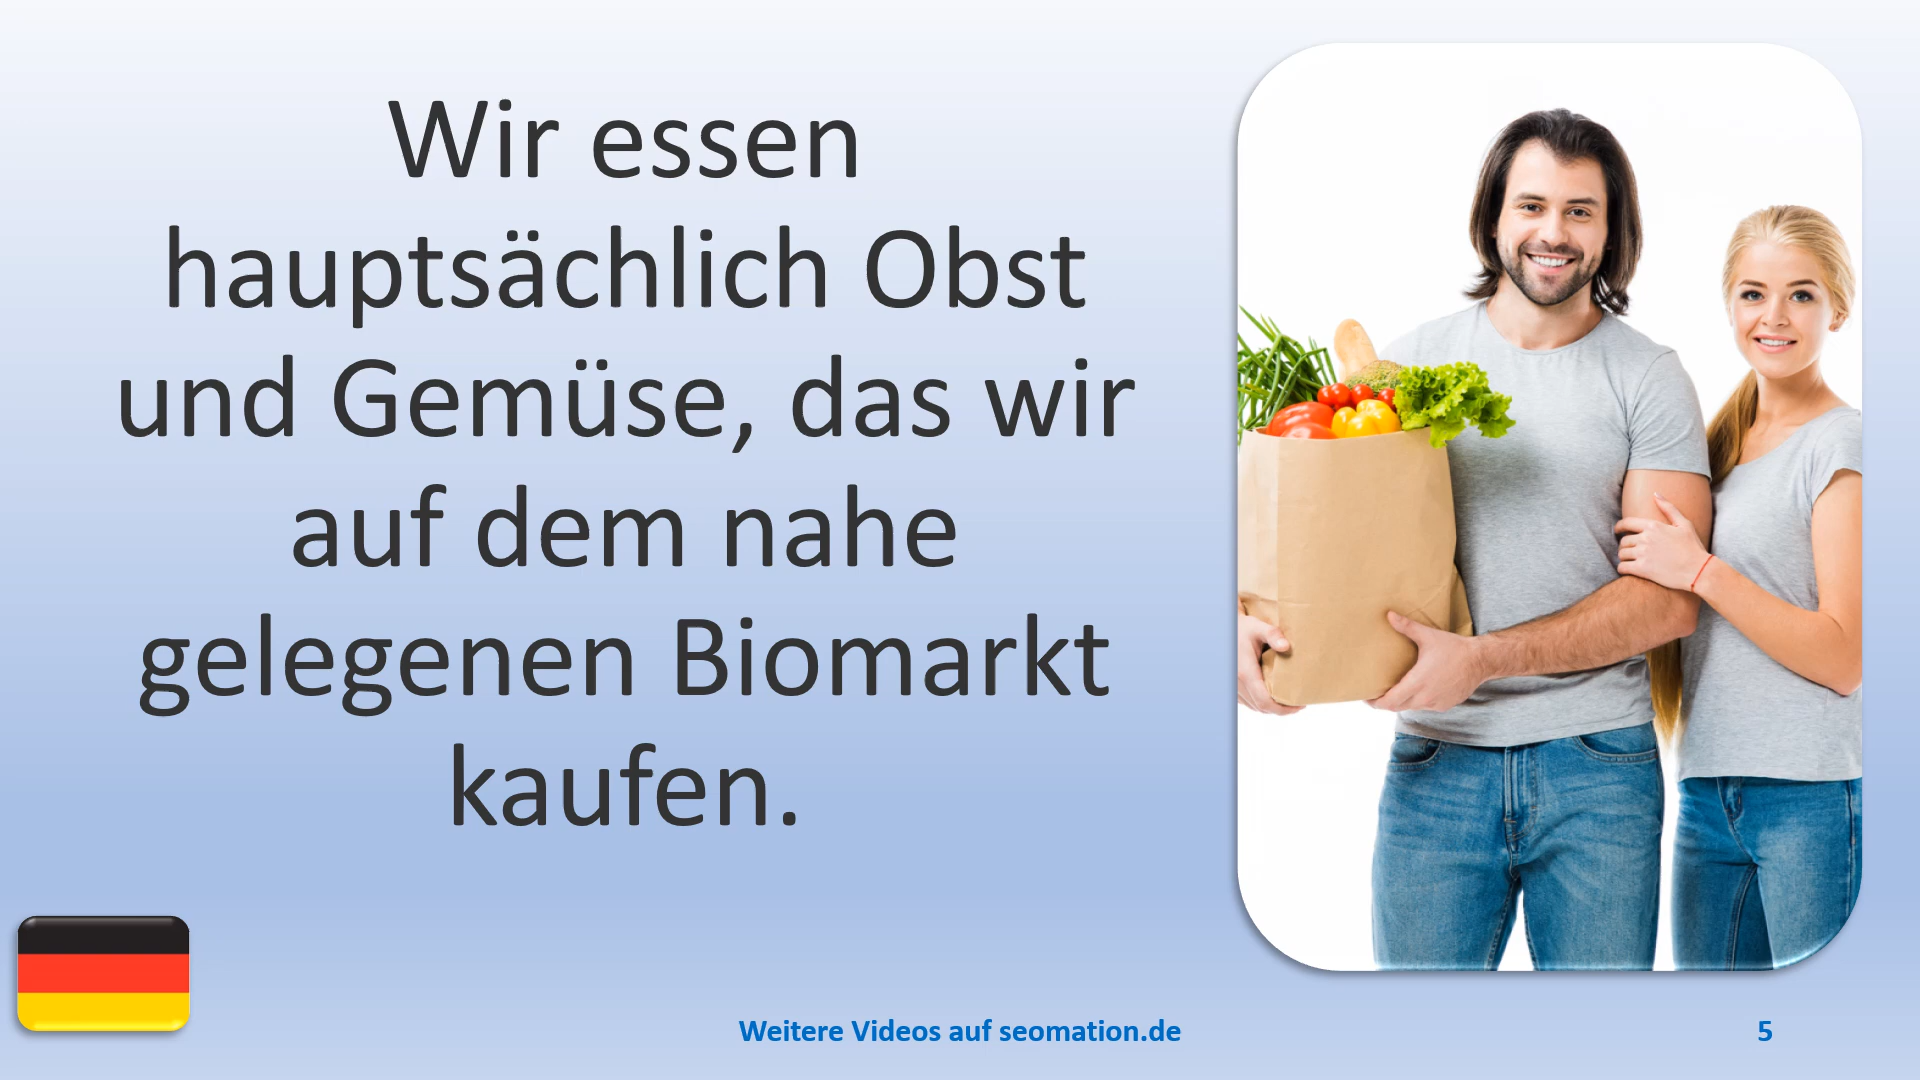 Wir essen
hauptsächlich Obst
und Gemüse, das wir
auf dem nahe
gelegenen Biomarkt
kaufen.
Weitere Videos auf seomation.de
5